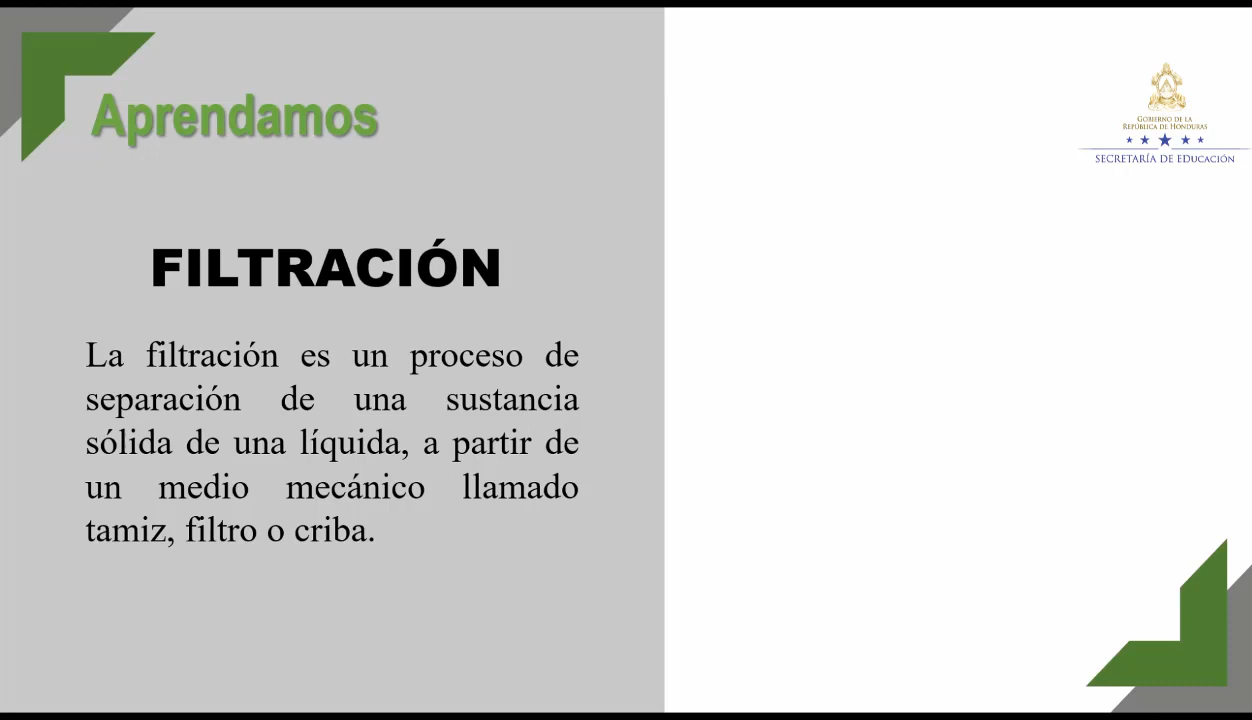 Aprendamos
FILTRACIÓN
La filtración es un proceso de
separación de una sustancia
sólida de una líquida, a partir de
un medio mecánico llamado
tamiz, filtro o criba.
GOBIERNO DE LA
REPÚBLICA DE HONDURAS
SECRETARÍA DE EDUCACIÓN